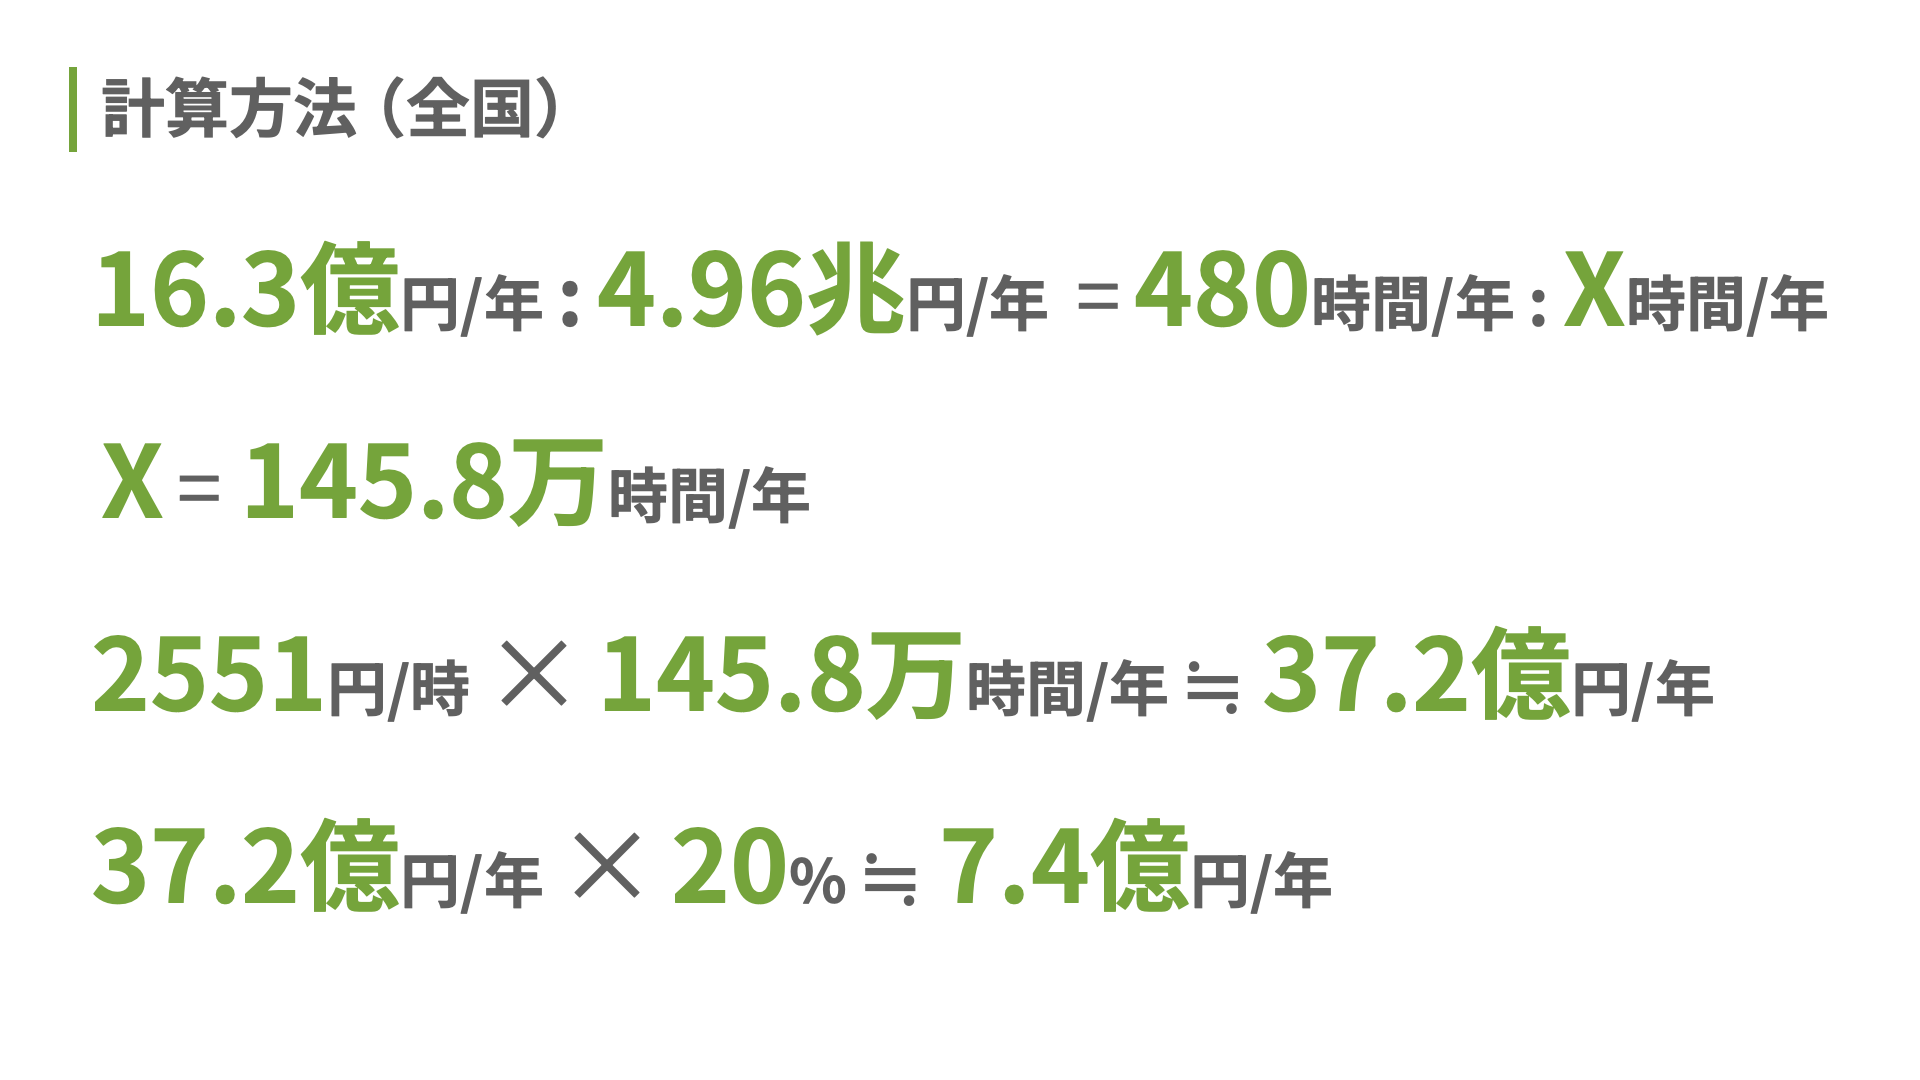 計算方法（全国）
16.3億円/年 : 4.96兆円/年 = 480時間/年 : X時間/年
X = 145.8万時間/年
2551円/時 × 145.8万時間/年 ≒ 37.2億円/年
37.2億円/年 × 20% ≒ 7.4億円/年